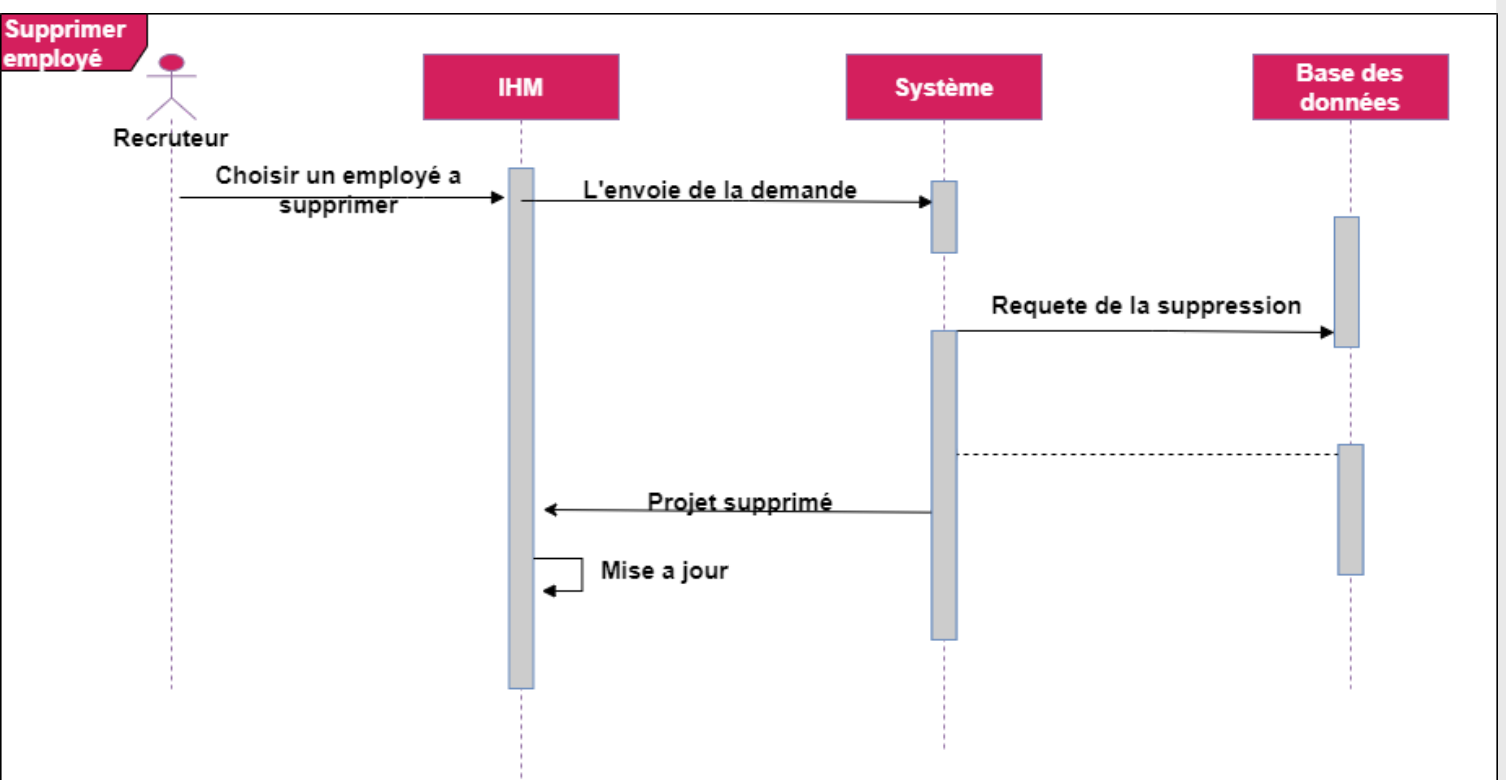 Supprimer
employé
IHM
Système
Base des
données
Recruteur
Choisir un employé a
supprimer
L'envoie de la demande
Requete de la suppression
Projet supprimé
Mise a jour